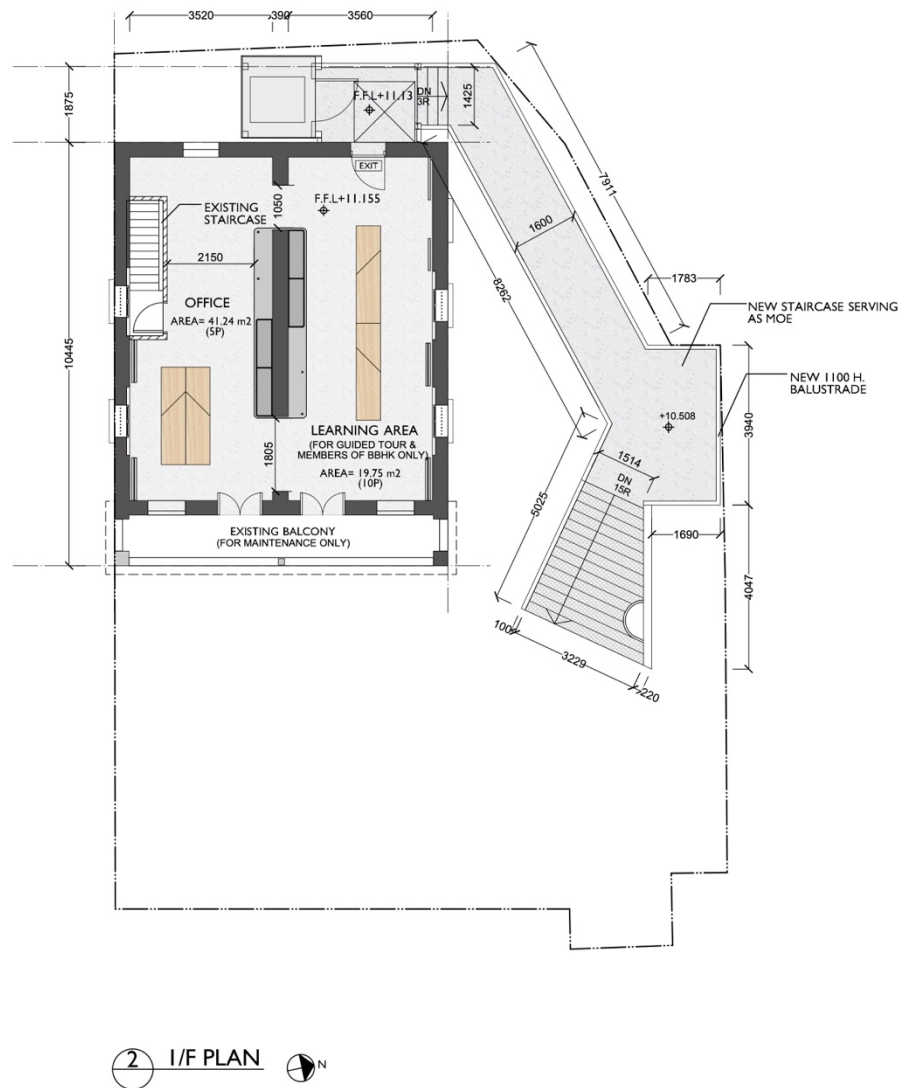 3520
390
3560
1875
F.F.L+11.13
DN
3R
1425
EXIT
7911
EXISTING
STAIRCASE
1050
F.F.L+11.155
1600
2150
8262
1783
OFFICE
AREA= 41.24 m2
(5P)
NEW STAIRCASE SERVING
AS MOE
10445
NEW 1100 H.
BALUSTRADE
+10.508
3940
LEARNING AREA
(FOR GUIDED TOUR &
MEMBERS OF BBHK ONLY)
AREA= 19.75 m2
(10P)
1805
1514
DN
15R
5025
1690
EXISTING BALCONY
(FOR MAINTENANCE ONLY)
4047
100
3229
220
2
1/F PLAN
N